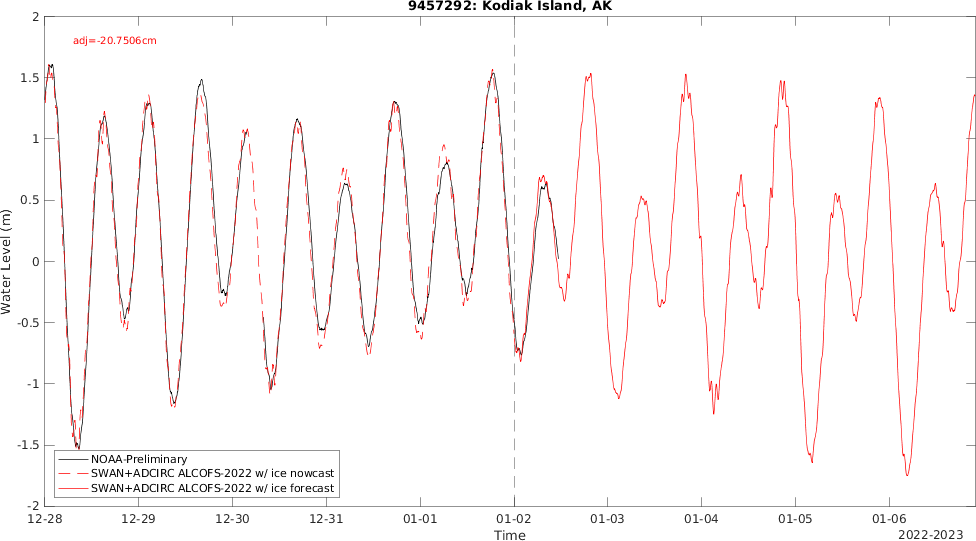 9457292: Kodiak Island, AK
adj=-20.7506cm
Water Level (m)
2
1.5
1
0.5
0
-0.5
-1
-1.5
-2
NOAA-Preliminary
SWAN+ADCIRC ALCOFS-2022 w/ ice nowcast
SWAN+ADCIRC ALCOFS-2022 w/ ice forecast
12-28 12-29 12-30 12-31 01-01 01-02 01-03 01-04 01-05 01-06
Time
2022-2023